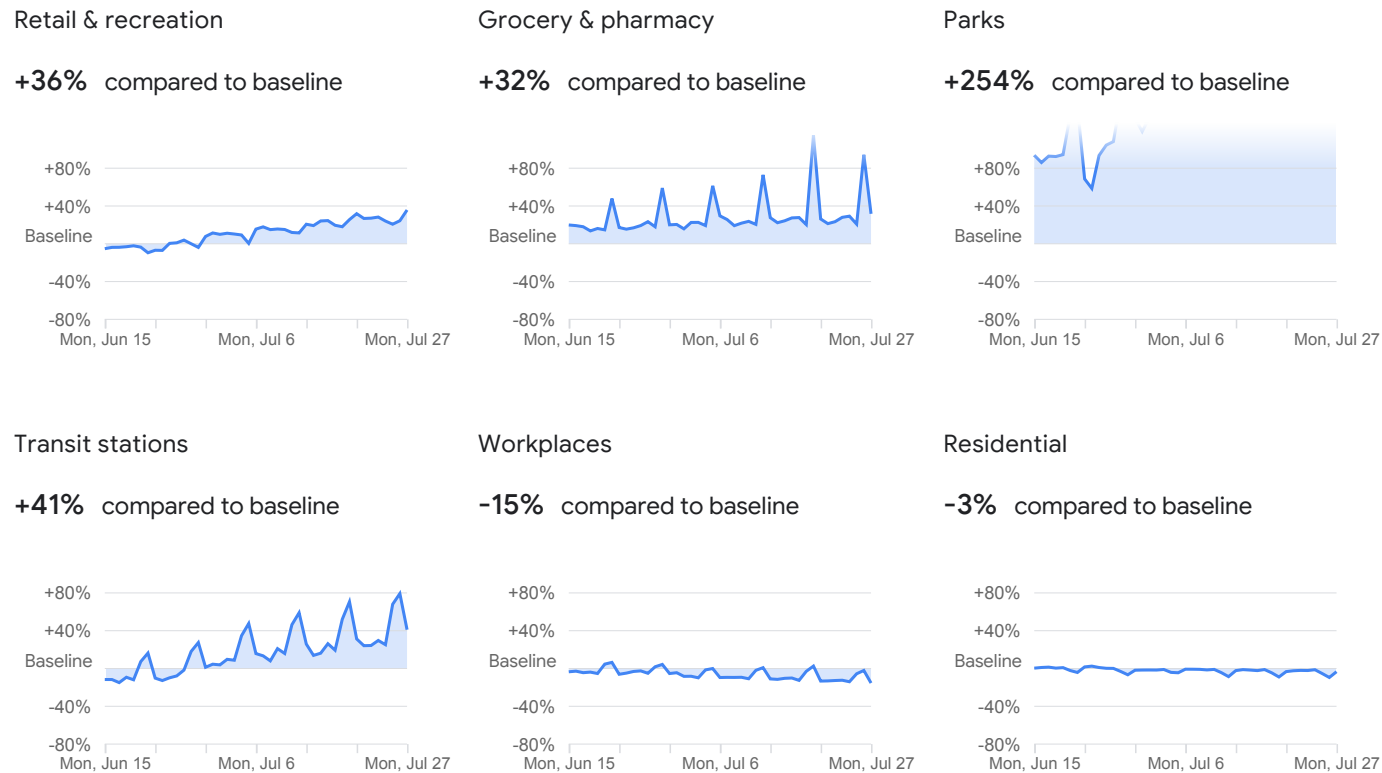 Retail & recreation
+36% compared to baseline
+80%
+40%
Baseline
-40%
-80%
Mon, Jun 15 Mon, Jul 6 Mon, Jul 27
Grocery & pharmacy
+32% compared to baseline
+80%
+40%
Baseline
-40%
-80%
Mon, Jun 15 Mon, Jul 6 Mon, Jul 27
Parks
+254% compared to baseline
+80%
+40%
Baseline
-40%
-80%
Mon, Jun 15 Mon, Jul 6 Mon, Jul 27
Transit stations
+41% compared to baseline
+80%
+40%
Baseline
-40%
-80%
Mon, Jun 15 Mon, Jul 6 Mon, Jul 27
Workplaces
-15% compared to baseline
+80%
+40%
Baseline
-40%
-80%
Mon, Jun 15 Mon, Jul 6 Mon, Jul 27
Residential
-3% compared to baseline
+80%
+40%
Baseline
-40%
-80%
Mon, Jun 15 Mon, Jul 6 Mon, Jul 27